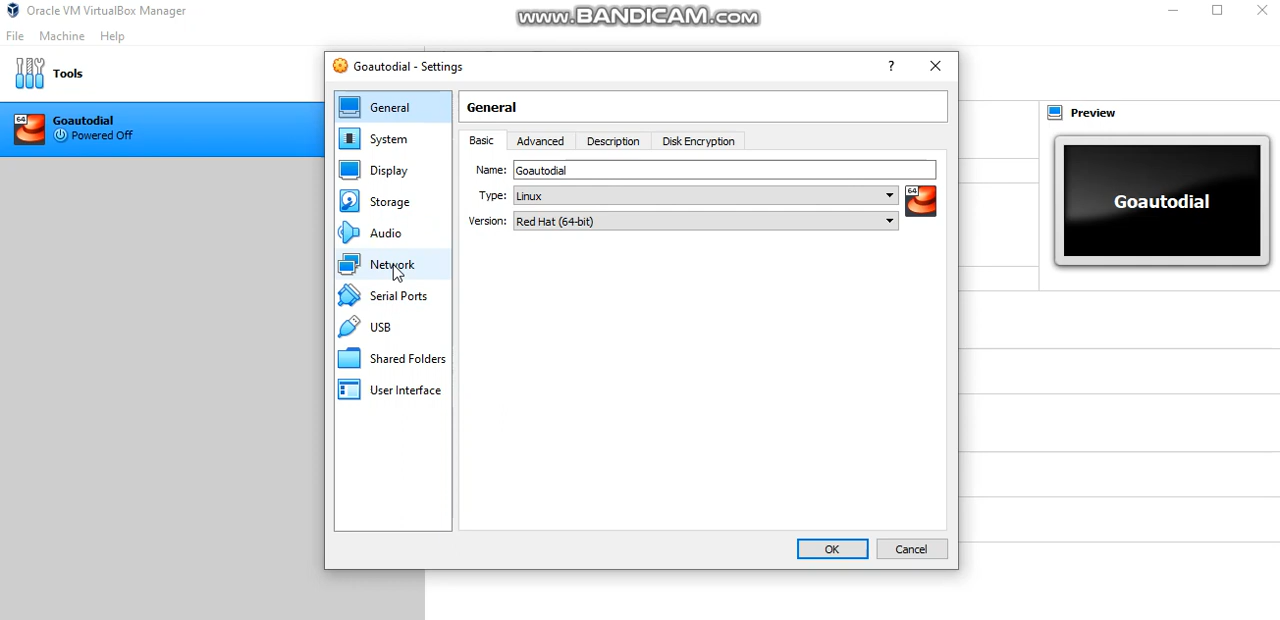 Oracle VM VirtualBox Manager
www.BANDICAM.com
File Machine Help
Tools
64
Goautodial
Powered Off
Goautodial - Settings
?
General
System
Display
Storage
Audio
Network
Serial Ports
USB
Shared Folders
User Interface
General
Basic Advanced Description Disk Encryption
Name: Goautodial
Type: Linux
64
Version: Red Hat (64-bit)
OK Cancel
Preview
Goautodial